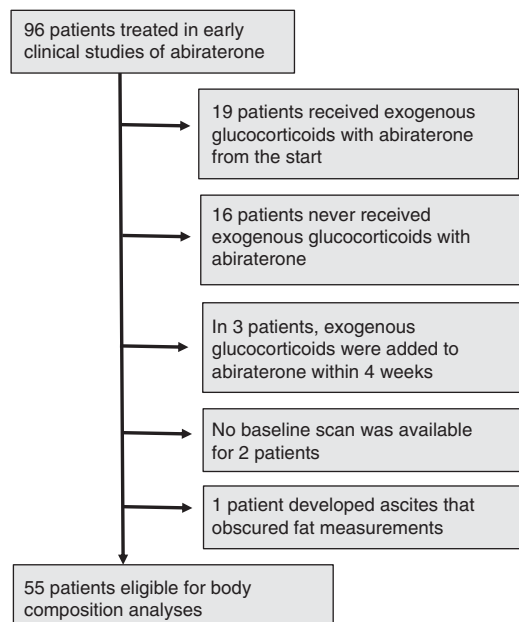 96 patients treated in early
clinical studies of abiraterone
19 patients received exogenous
glucocorticoids with abiraterone
from the start
16 patients never received
exogenous glucocorticoids with
abiraterone
In 3 patients, exogenous
glucocorticoids were added to
abiraterone within 4 weeks
No baseline scan was available
for 2 patients
1 patient developed ascites that
obscured fat measurements
55 patients eligible for body
composition analyses